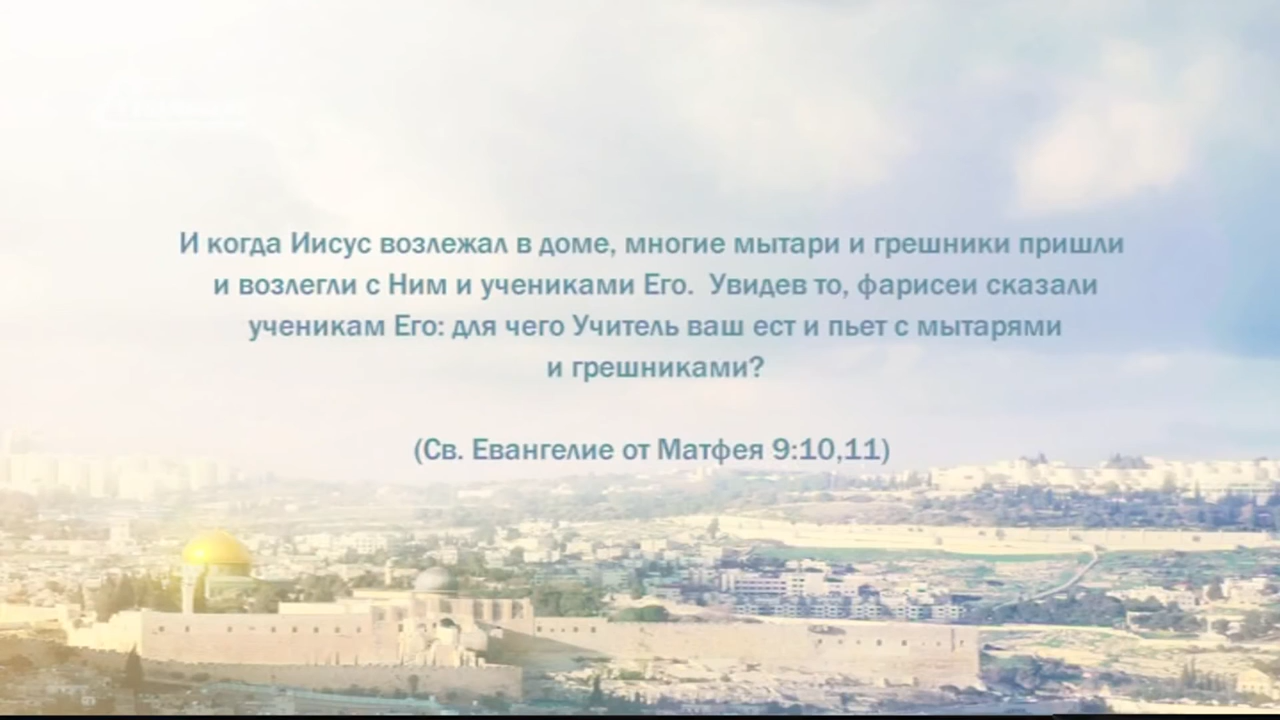 И когда Иисус возлежал в доме, многие мытари и грешники пришли
и возлегли с Ним и учениками Его.  Увидев то, фарисеи сказали
ученикам Его: для чего Учитель ваш ест и пьет с мытарями
и грешниками?
(Св. Евангелие от Матфея 9:10,11)